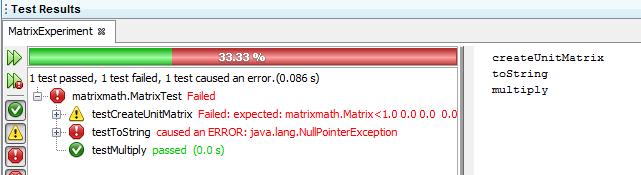 Test Results
MatrixExperiment
33.33 %
1 test passed, 1 test failed, 1 test caused an error.(0.086 s)
matrixmath.MatrixTest Failed
testCreateUnitMatrix Failed: expected: matrixmath.Matrix<1.0 0.0 0.0 0.0
testToString caused an ERROR: java.lang.NullPointerException
testMultiply passed (0.0 s)
createUnitMatrix
toString
multiply